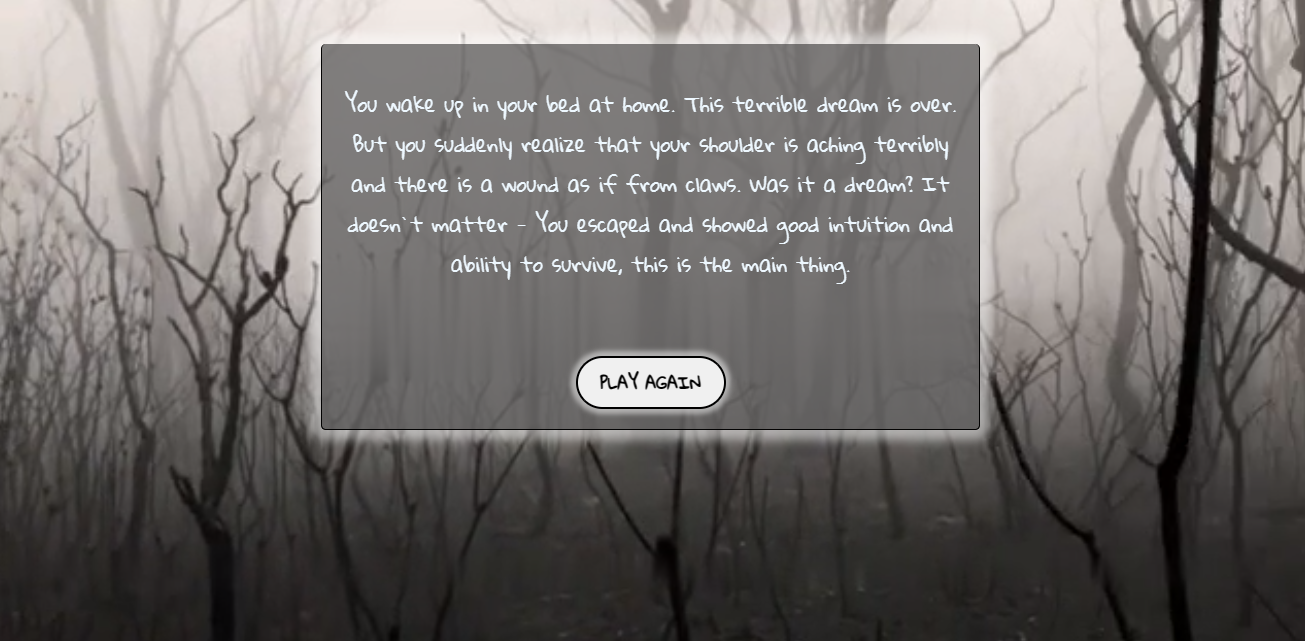 You wake up in your bed at home. This terrible dream is over.
But you suddenly realize that your shoulder is aching terribly
and there is a wound as if from claws. Was it a dream? It
doesn`t matter - You escaped and showed good intuition and
ability to survive, this is the main thing.
PLAY AGAIN